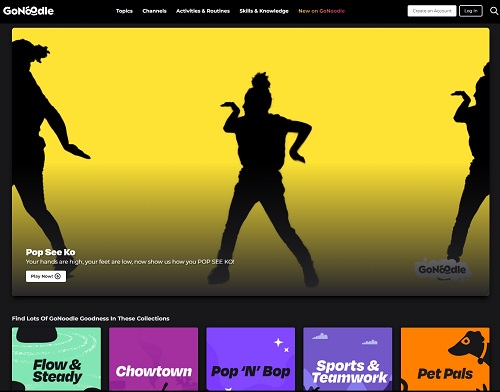 GoNoodle
Topics Channels Activities & Routines Skills & Knowledge New on GoNoodle Create an Account Log In
Pop See Ko
Your hands are high, your feet are low, now show us how you POP SEE KO!
Play Now!
GoNoodle
Find Lots Of GoNoodle Goodness In These Collections
Flow &
Steady
Chowtown
Pop 'N' Bop
Sports &
Teamwork
Pet Pals